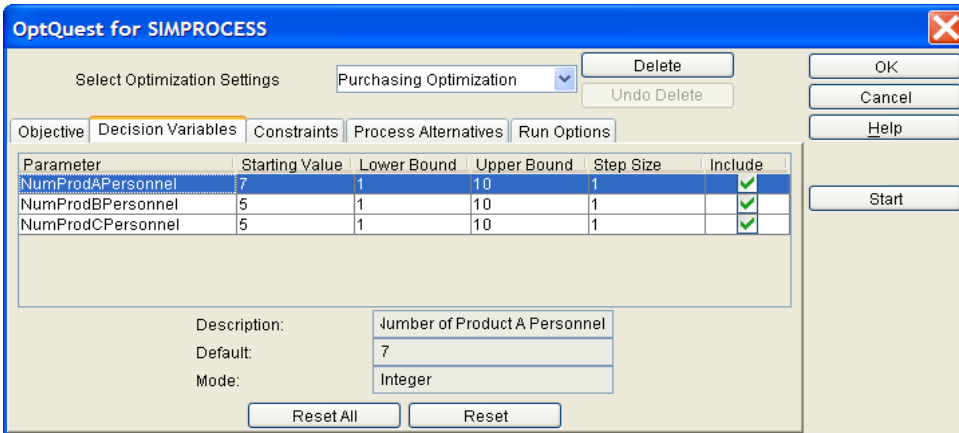 OptQuest for SIMPROCESS
Select Optimization Settings Purchasing Optimization Delete OK
Undo Delete Cancel
Objective Decision Variables Constraints Process Alternatives Run Options Help
Parameter Starting Value Lower Bound Upper Bound Step Size Include
NumProdAPersonnel 7 1 10 1
NumProdBPersonnel 5 1 10 1 Start
NumProdCPersonnel 5 1 10 1
Description: Number of Product A Personnel
Default: 7
Mode: Integer
Reset All Reset